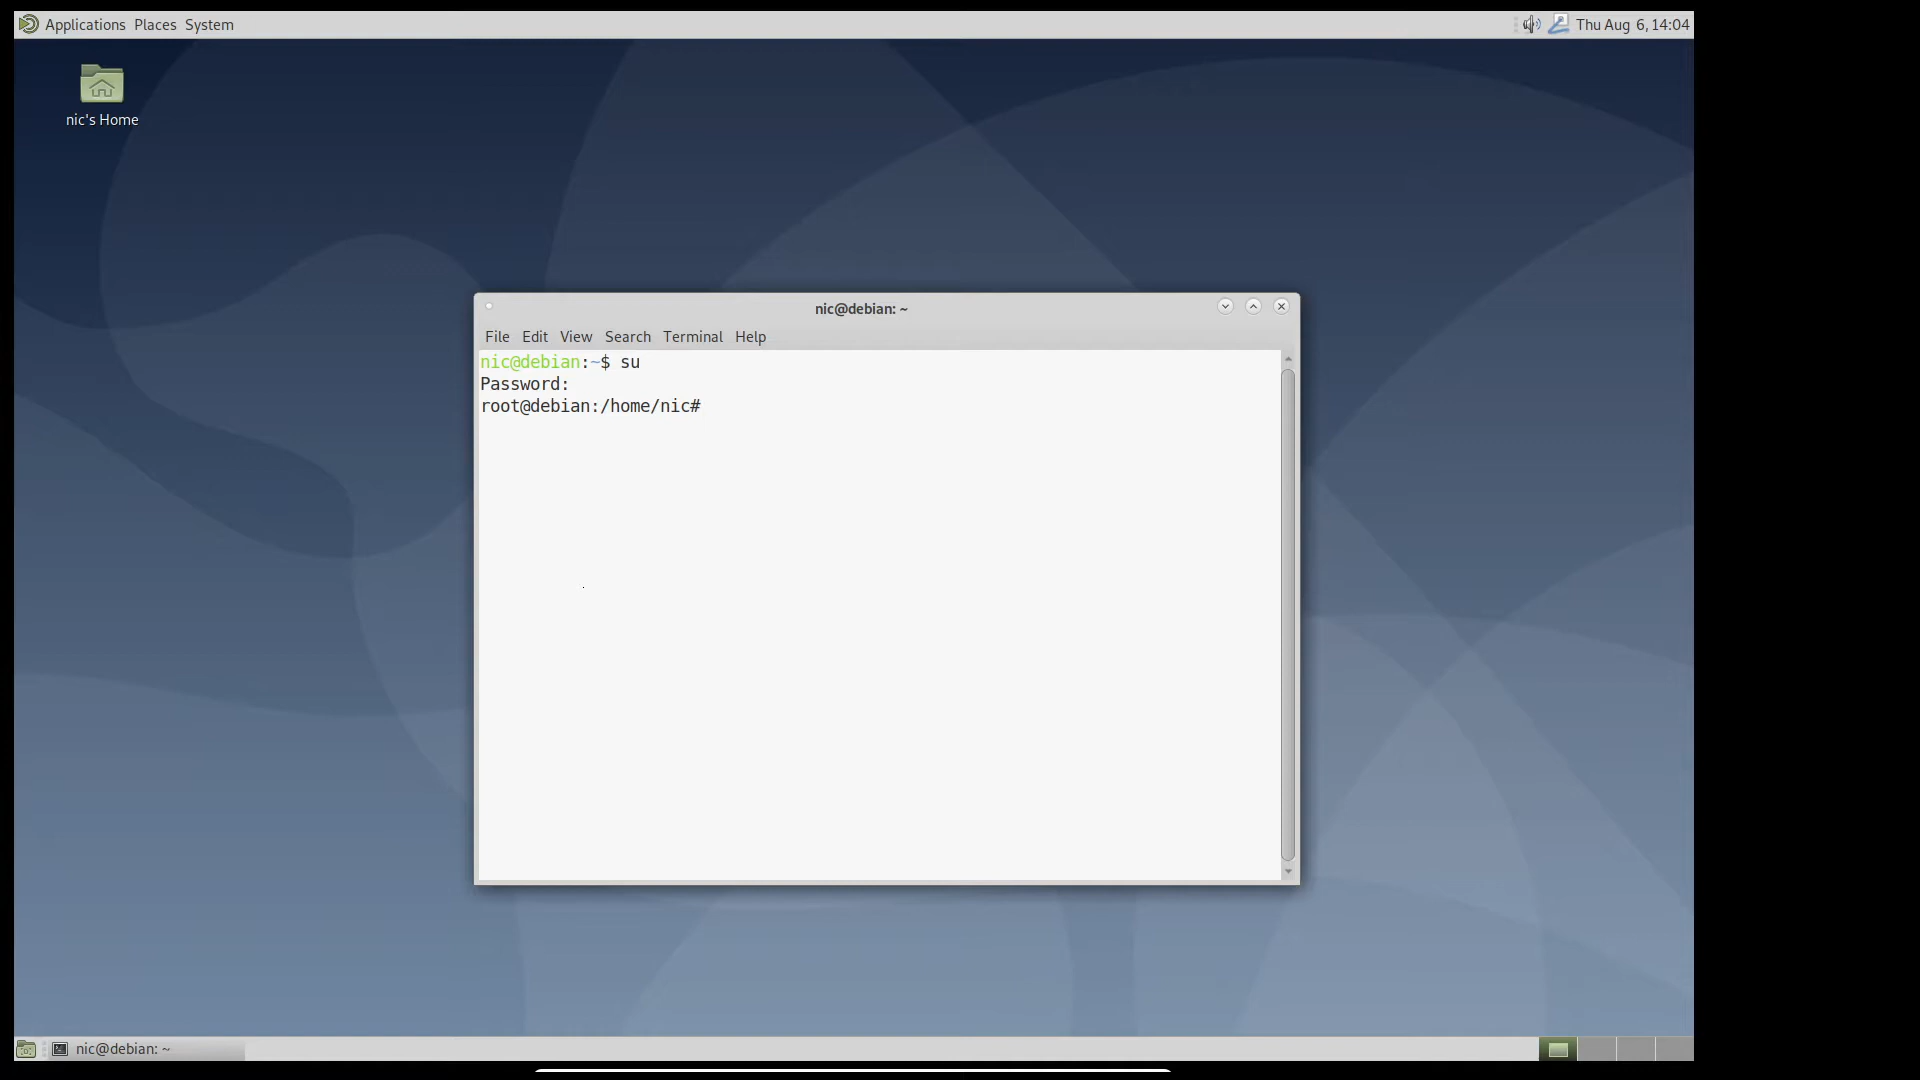 Applications Places System
Thu Aug 6, 14:04
nic's Home
nic@debian: ~
File Edit View Search Terminal Help
nic@debian:~$ su
Password:
root@debian:/home/nic#
nic@debian: ~